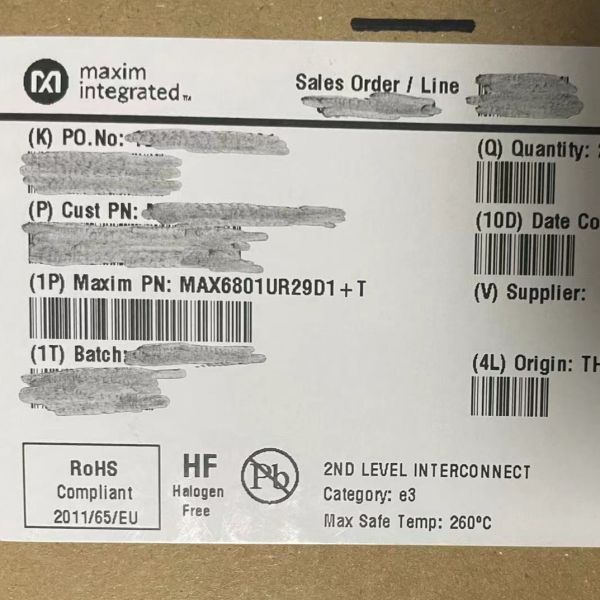 maxim
integrated™
Sales Order / Line
(K) PO.No:
(Q) Quantity:
(P) Cust PN:
(10D) Date Co
(1P) Maxim PN: MAX6801UR29D1+T
(V) Supplier:
(1T) Batch:
(4L) Origin: TH
RoHS
Compliant
2011/65/EU
HF
Halogen
Free
Pb
2ND LEVEL INTERCONNECT
Category: e3
Max Safe Temp: 260ºC